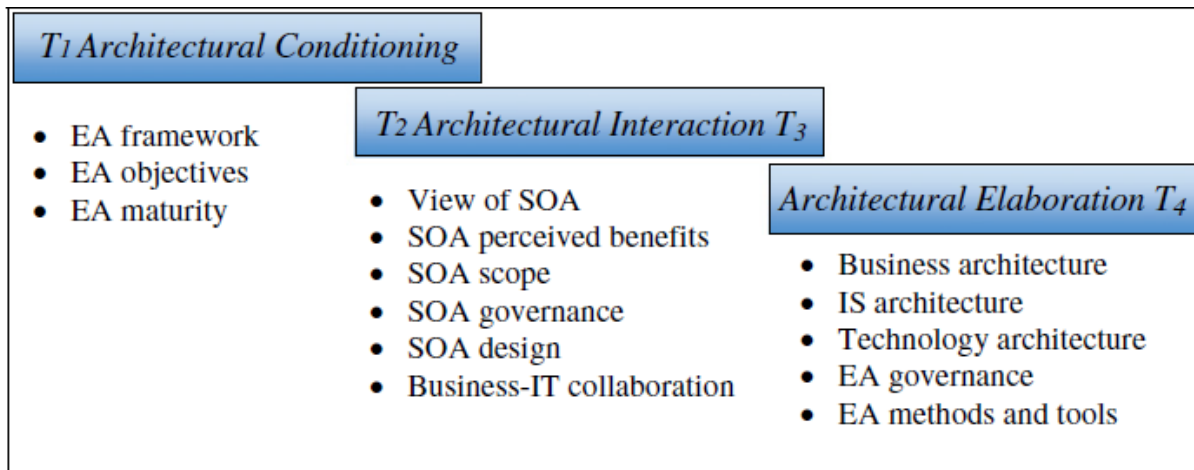 T1 Architectural Conditioning
• EA framework
• EA objectives
• EA maturity
T2 Architectural Interaction T3
• View of SOA
• SOA perceived benefits
• SOA scope
• SOA governance
• SOA design
• Business-IT collaboration
Architectural Elaboration T4
• Business architecture
• IS architecture
• Technology architecture
• EA governance
• EA methods and tools